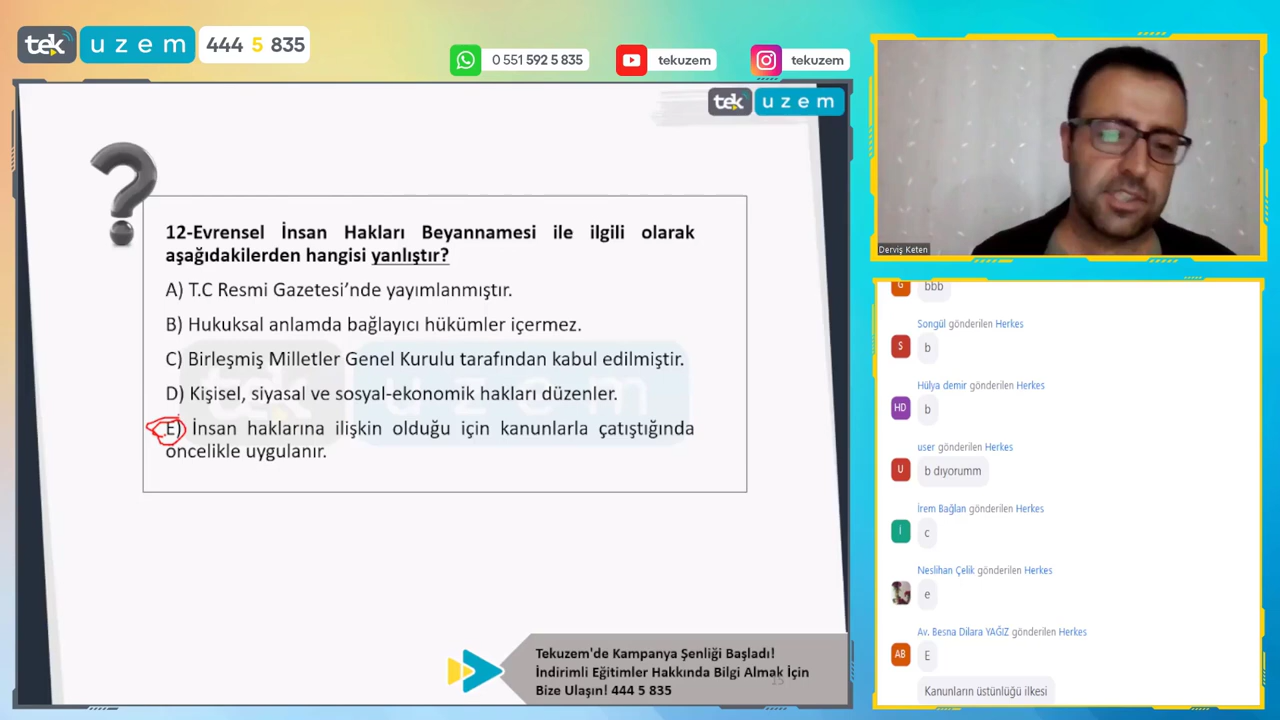 tek uzem 444 5 835
0 551 592 5 835
tekuzem
tekuzem
tek uzem
12-Evrensel İnsan Hakları Beyannamesi ile ilgili olarak
aşağıdakilerden hangisi yanlıştır?
A) T.C Resmi Gazetesi’nde yayımlanmıştır.
B) Hukuksal anlamda bağlayıcı hükümler içermez.
C) Birleşmiş Milletler Genel Kurulu tarafından kabul edilmiştir.
D) Kişisel, siyasal ve sosyal-ekonomik hakları düzenler.
E) İnsan haklarına ilişkin olduğu için kanunlarla çatıştığında
öncelikle uygulanır.
tek uzem
Tekuzem'de Kampanya Şenliği Başladı!
İndirimli Eğitimler Hakkında Bilgi Almak İçin
Bize Ulaşın! 444 5 835
15
Derviş Keten
G bbb
Songül gönderilen Herkes
S b
Hülya demir gönderilen Herkes
HD b
user gönderilen Herkes
U b dıyorumm
İrem Bağlan gönderilen Herkes
İ c
Neslihan Çelik gönderilen Herkes
e
Av. Besna Dilara YAĞIZ gönderilen Herkes
AB E
Kanunların üstünlüğü ilkesi